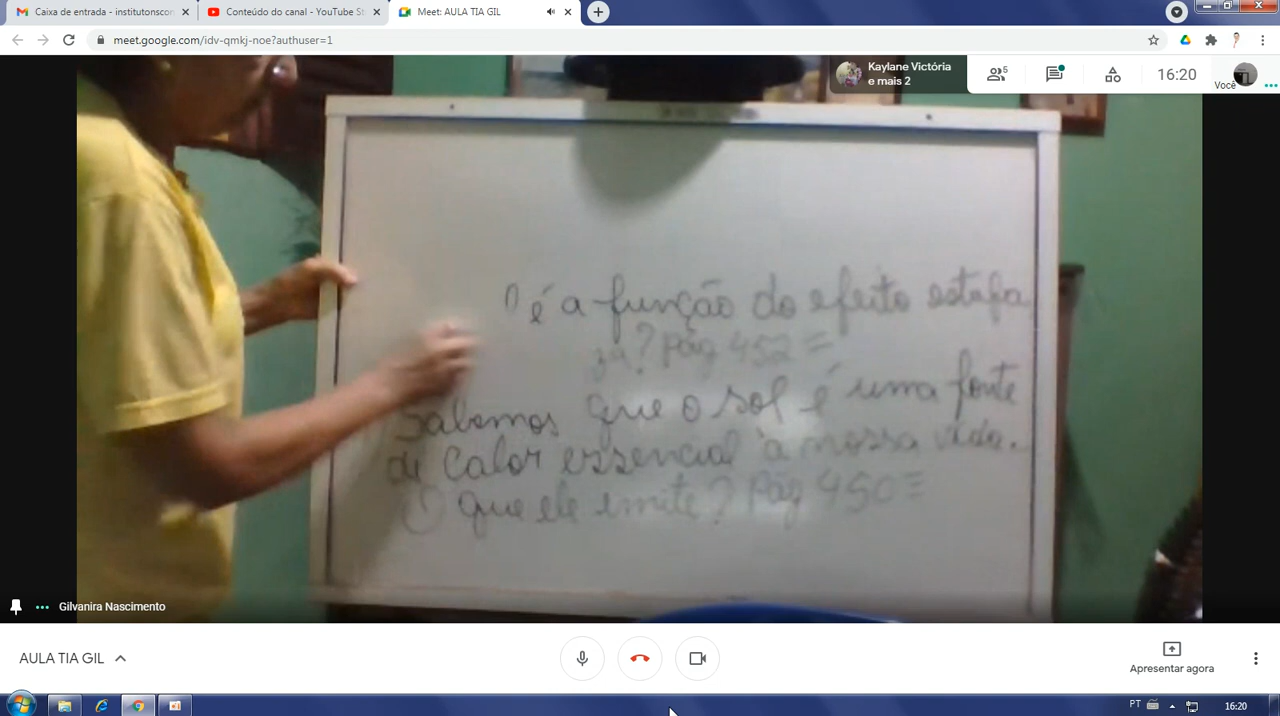 Caixa de entrada - institutonscon
Conteúdo do canal - YouTube St
Meet: AULA TIA GIL
meet.google.com/idv-qmkj-noe?authuser=1
Kaylane Victória
e mais 2
5
16:20
Você
é a função do efeito estufa
? Pág 452
Sabemos que o sol é uma fonte
de calor essencial à nossa vida.
O que ele emite? Pág 450
Gilvanira Nascimento
AULA TIA GIL
Apresentar agora
PT
16:20